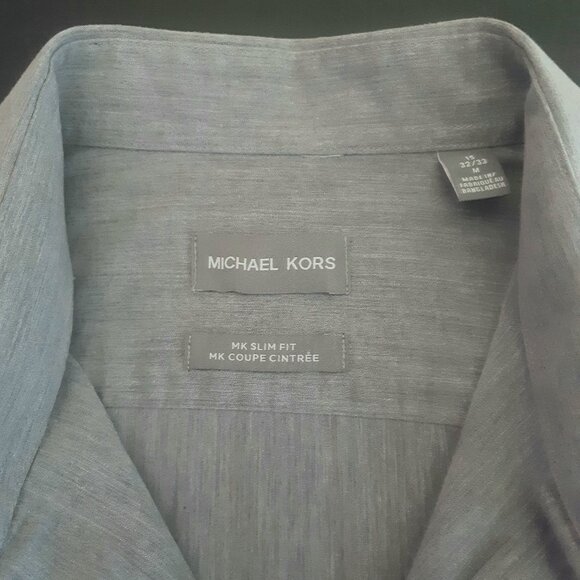 15
32/33
M
MADE IN/
FABRIQUÉ AU
BANGLADESH
MICHAEL KORS
MK SLIM FIT
MK COUPE CINTRÉE